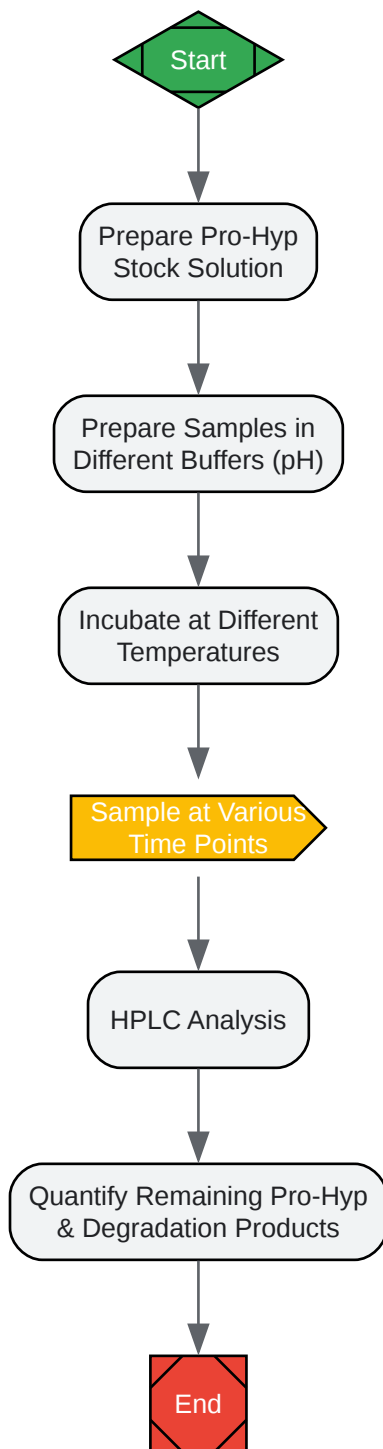 Start
Prepare Pro-Hyp
Stock Solution
Prepare Samples in
Different Buffers (pH)
Incubate at Different
Temperatures
Sample at Various
Time Points
HPLC Analysis
Quantify Remaining Pro-Hyp
& Degradation Products
End